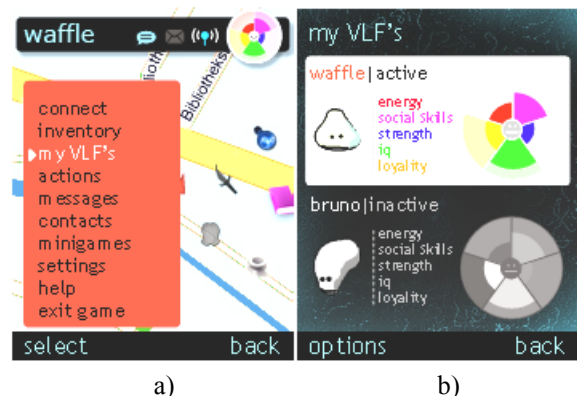 waffle
Bibliotheks
connect
inventory
my VLF's
actions
messages
contacts
minigames
settings
help
exit game
select back
a)
my VLF's
waffle|active
energy
social skills
strength
iq
loyality
bruno|inactive
energy
social skills
strength
iq
loyality
options back
b)